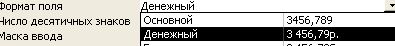 Формат поля Денежный
Число десятичных знаков Основной 3456,789
Маска ввода Денежный 3 456,79р.